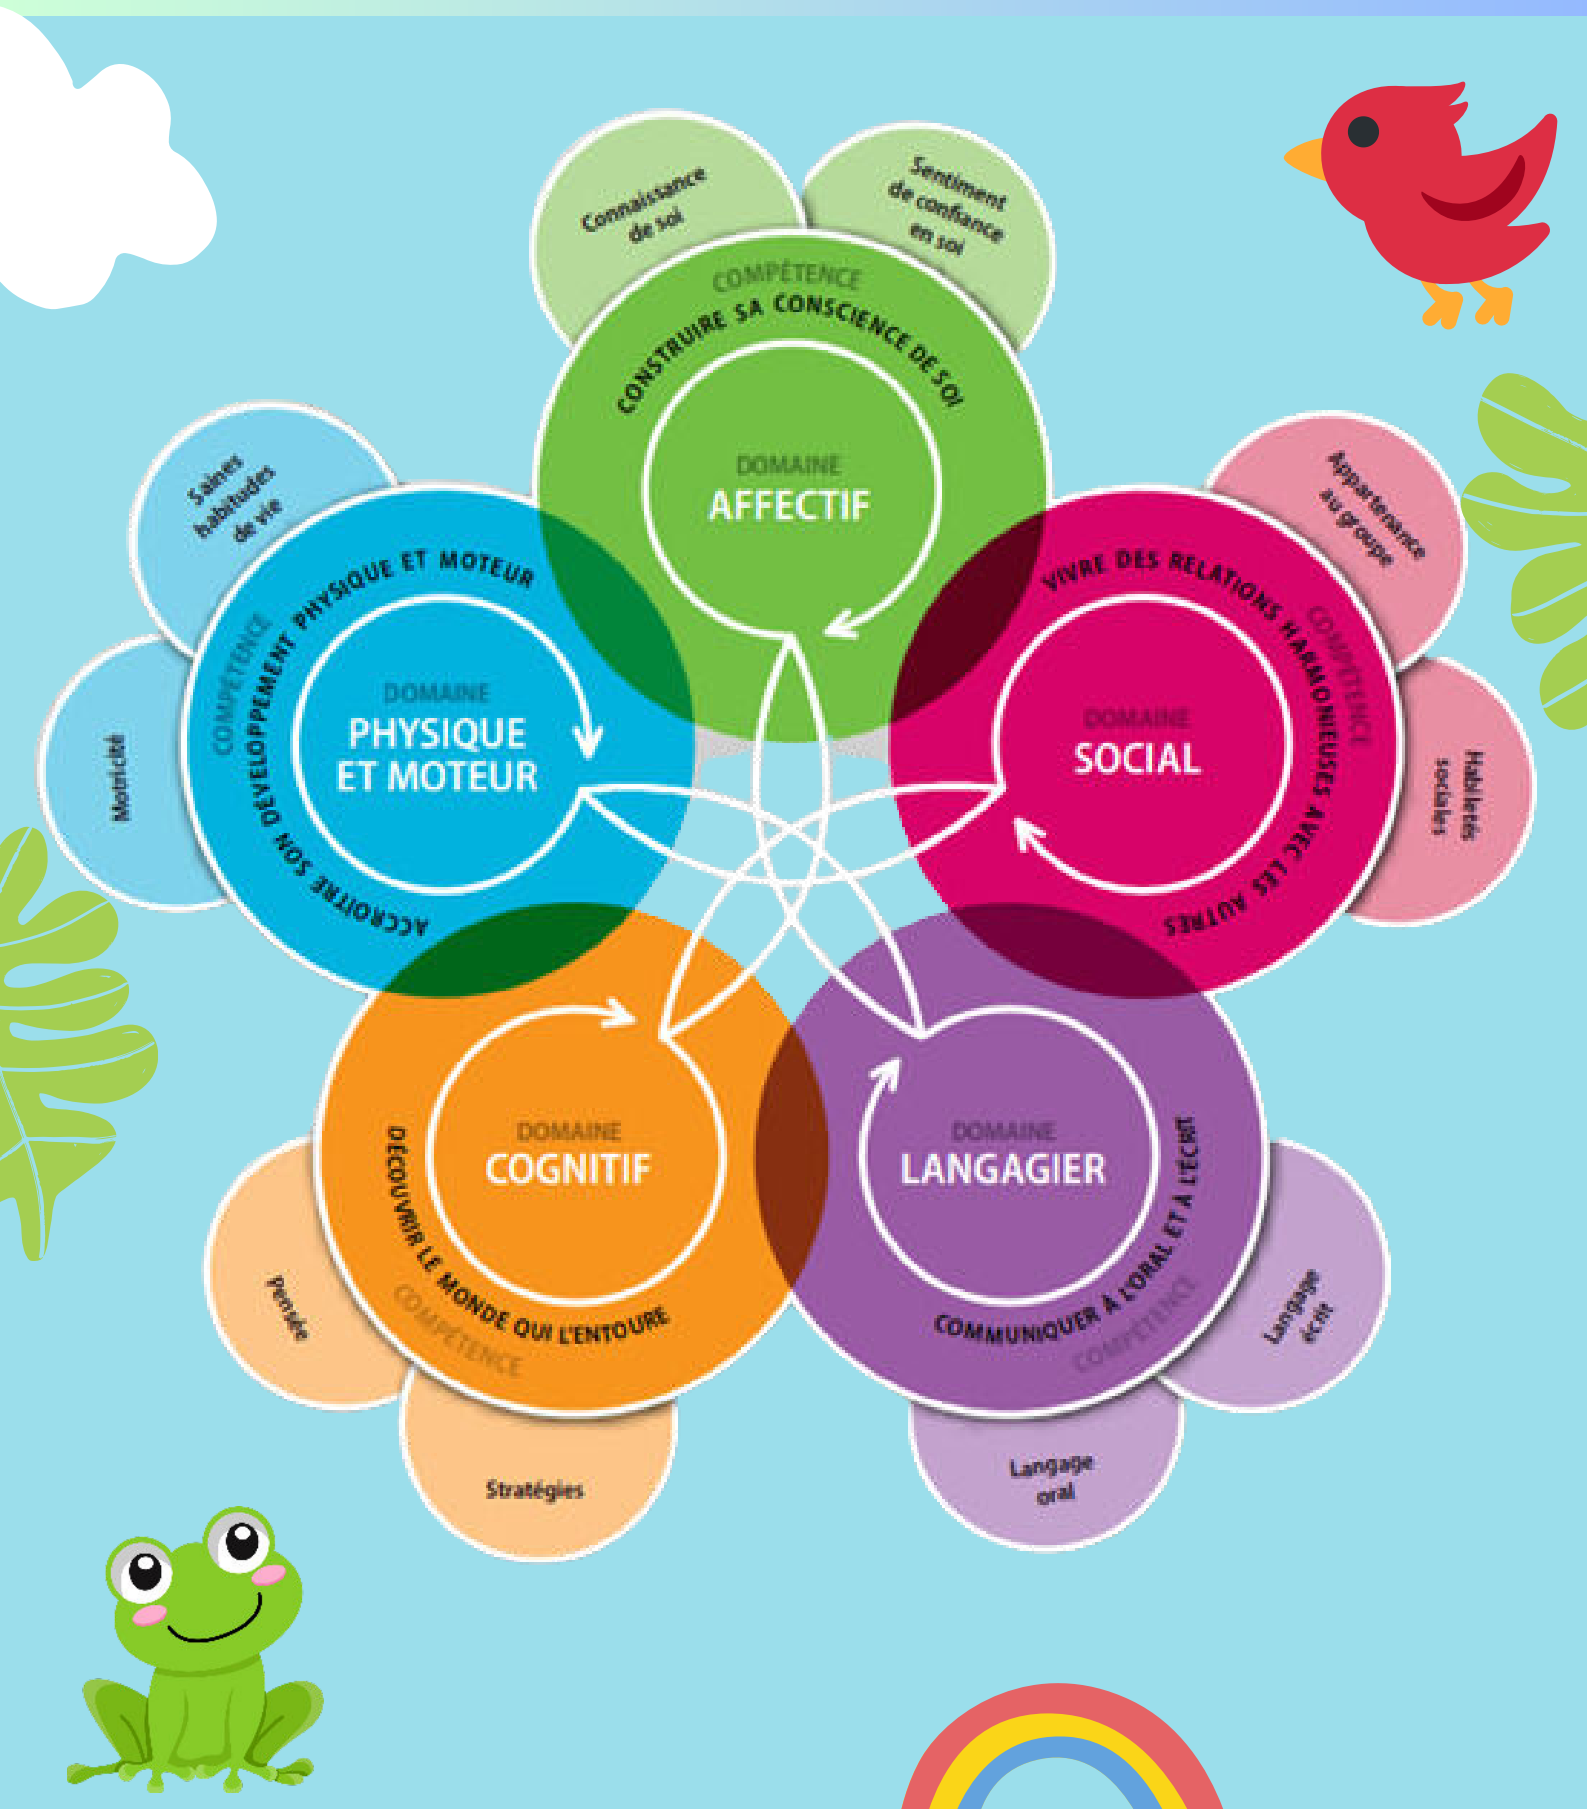 Connaissance
de soi
Sentiment
de confiance
en soi
COMPÉTENCE
CONSTRUIRE SA CONSCIENCE DE SOI
DOMAINE
AFFECTIF
Saines
habitudes
de vie
Motricité
COMPÉTENCE
ACCROITRE SON DÉVELOPPEMENT PHYSIQUE ET MOTEUR
DOMAINE
PHYSIQUE
ET MOTEUR
Appartenance
au groupe
Habiletés
sociales
COMPÉTENCE
VIVRE DES RELATIONS HARMONIEUSES AVEC LES AUTRES
DOMAINE
SOCIAL
DOMAINE
COGNITIF
DÉCOUVRIR LE MONDE QUI L'ENTOURE
COMPÉTENCE
Pensée
Stratégies
DOMAINE
LANGAGIER
COMMUNIQUER À L'ORAL ET À L'ÉCRIT
COMPÉTENCE
Langage
écrit
Langage
oral